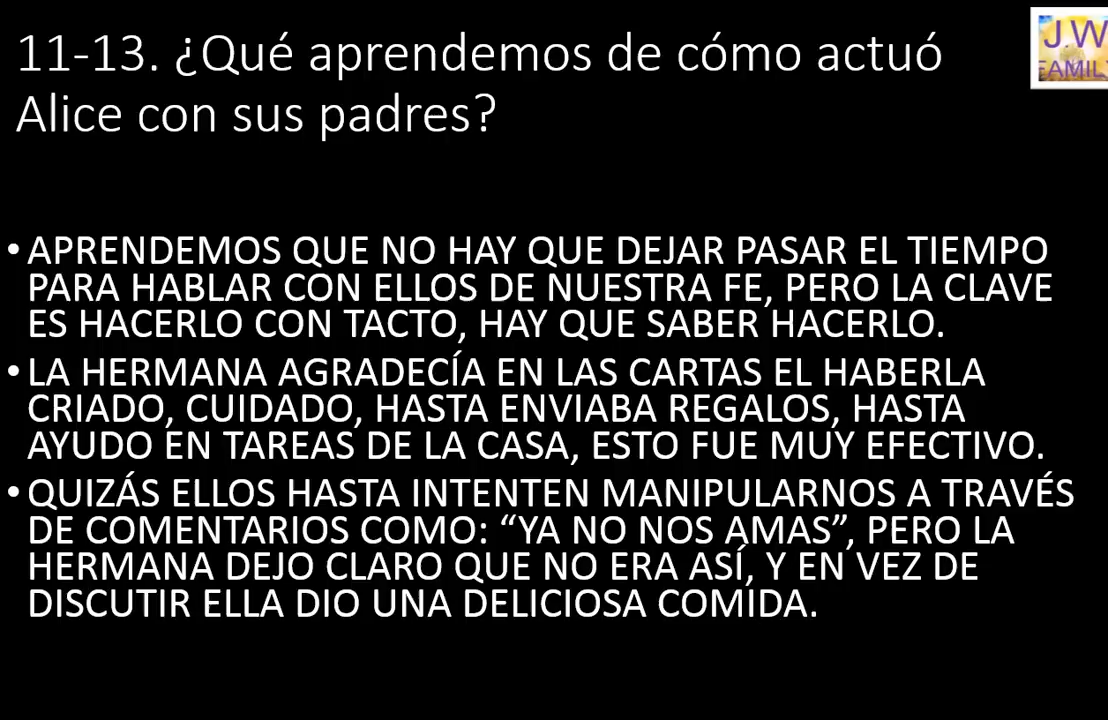 11-13. ¿Qué aprendemos de cómo actuó
Alice con sus padres?
J.W
FAMIL
• APRENDEMOS QUE NO HAY QUE DEJAR PASAR EL TIEMPO
PARA HABLAR CON ELLOS DE NUESTRA FE, PERO LA CLAVE
ES HACERLO CON TACTO, HAY QUE SABER HACERLO.
• LA HERMANA AGRADECÍA EN LAS CARTAS EL HABERLA
CRIADO, CUIDADO, HASTA ENVIABA REGALOS, HASTA
AYUDO EN TAREAS DE LA CASA, ESTO FUE MUY EFECTIVO.
• QUIZÁS ELLOS HASTA INTENTEN MANIPULARNOS A TRAVÉS
DE COMENTARIOS COMO: “YA NO NOS AMAS”, PERO LA
HERMANA DEJO CLARO QUE NO ERA ASÍ, Y EN VEZ DE
DISCUTIR ELLA DIO UNA DELICIOSA COMIDA.